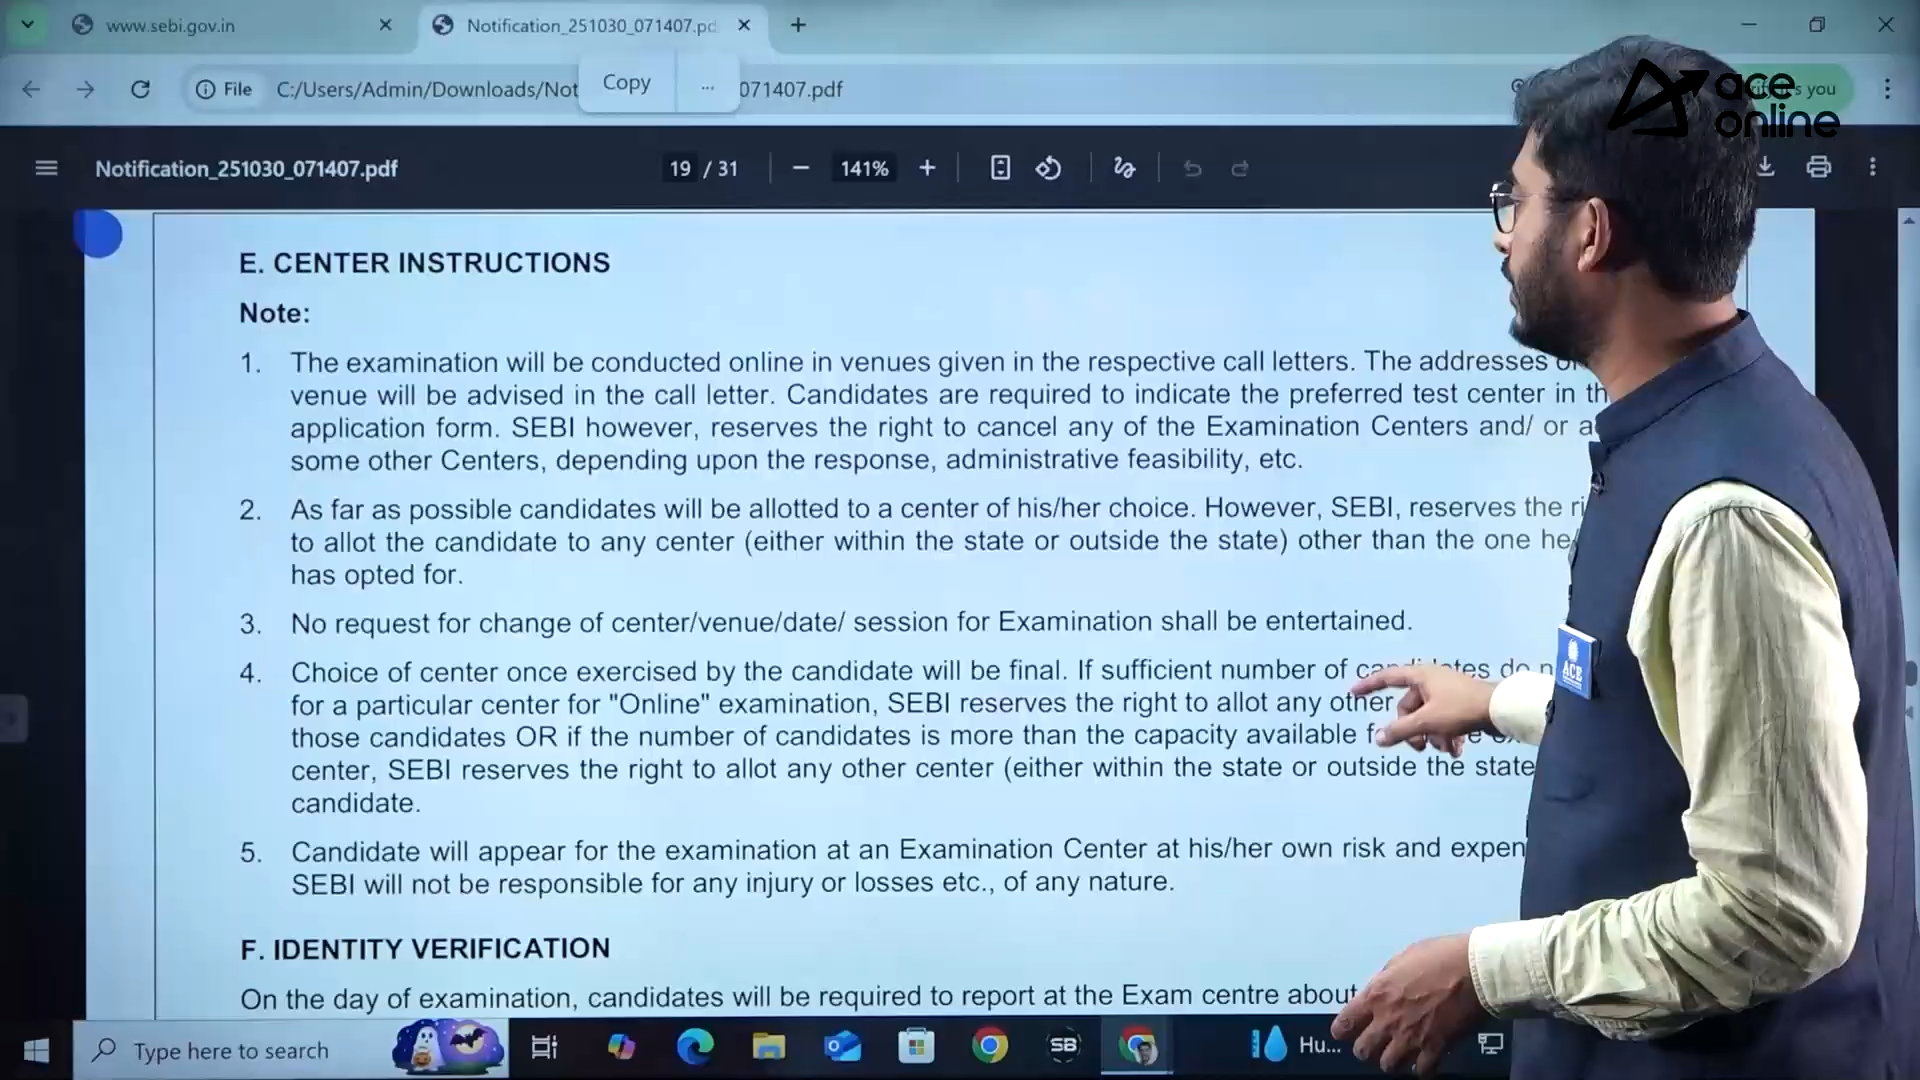 www.sebi.gov.in
Notification_251030_071407.pd
File
C:/Users/Admin/Downloads/Not
071407.pdf
Copy
...
you
ace
online
Notification_251030_071407.pdf
19 / 31
141%
E. CENTER INSTRUCTIONS
Note:
1. The examination will be conducted online in venues given in the respective call letters. The addresses
venue will be advised in the call letter. Candidates are required to indicate the preferred test center in
application form. SEBI however, reserves the right to cancel any of the Examination Centers and/ or
some other Centers, depending upon the response, administrative feasibility, etc.
2. As far as possible candidates will be allotted to a center of his/her choice. However, SEBI, reserves the
to allot the candidate to any center (either within the state or outside the state) other than the one
has opted for.
3. No request for change of center/venue/date/ session for Examination shall be entertained.
4. Choice of center once exercised by the candidate will be final. If sufficient number of candidates do
for a particular center for "Online" examination, SEBI reserves the right to allot any other
those candidates OR if the number of candidates is more than the capacity available
center, SEBI reserves the right to allot any other center (either within the state or outside the state
candidate.
5. Candidate will appear for the examination at an Examination Center at his/her own risk and
SEBI will not be responsible for any injury or losses etc., of any nature.
F. IDENTITY VERIFICATION
On the day of examination, candidates will be required to report at the Exam centre about
ACE
Type here to search
SB
Hu...